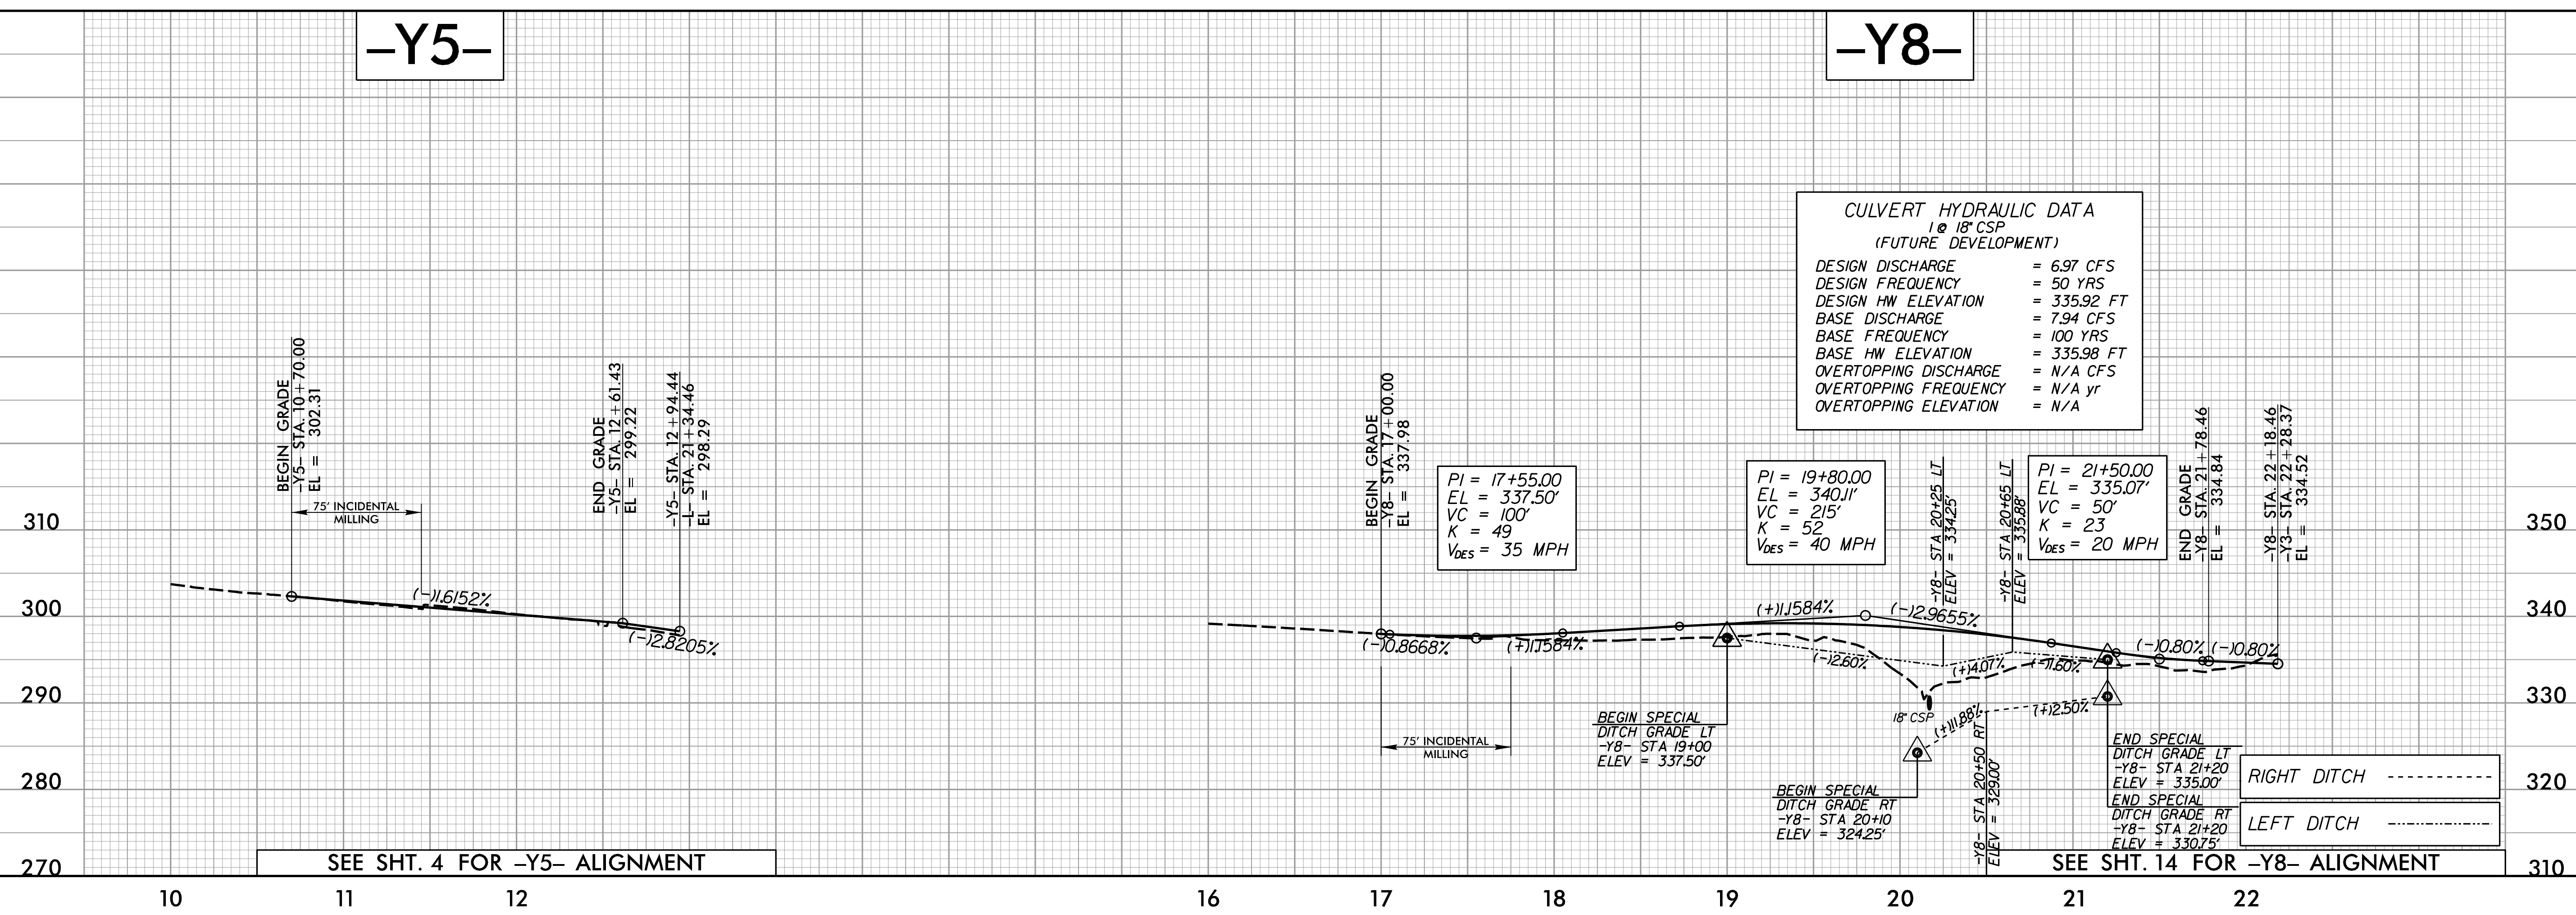 –Y5–
–Y8–
CULVERT HYDRAULIC DATA
1 @ 18" CSP
(FUTURE DEVELOPMENT)
DESIGN DISCHARGE = 6.97 CFS
DESIGN FREQUENCY = 50 YRS
DESIGN HW ELEVATION = 335.92 FT
BASE DISCHARGE = 7.94 CFS
BASE FREQUENCY = 100 YRS
BASE HW ELEVATION = 335.98 FT
OVERTOPPING DISCHARGE = N/A CFS
OVERTOPPING FREQUENCY = N/A yr
OVERTOPPING ELEVATION = N/A
BEGIN GRADE
-Y5- STA. 10+70.00
EL = 302.31
75' INCIDENTAL
MILLING
END GRADE
-Y5- STA. 12+61.43
EL = 299.22
-Y5- STA. 12+94.44
-L- STA. 21+34.46
EL = 298.29
(-)1.6152%
(-)2.8205%
BEGIN GRADE
-Y8- STA. 17+00.00
EL = 337.98
PI = 17+55.00
EL = 337.50'
VC = 100'
K = 49
VDES = 35 MPH
PI = 19+80.00
EL = 340.11'
VC = 215'
K = 52
VDES = 40 MPH
-Y8- STA 20+25 LT
ELEV = 334.25'
-Y8- STA 20+65 LT
ELEV = 335.88'
PI = 21+50.00
EL = 335.07'
VC = 50'
K = 23
VDES = 20 MPH
END GRADE
-Y8- STA. 21+78.46
EL = 334.84
-Y8- STA. 22+18.46
-Y3- STA. 22+28.37
EL = 334.52
(-)0.8668%
(+)1.1584%
(+)1.1584%
(-)2.9655%
(-)0.80%
(-)0.80%
(-)2.60%
(+)4.07%
(-)1.60%
18" CSP
(+)11.88%
(+)2.50%
75' INCIDENTAL
MILLING
BEGIN SPECIAL
DITCH GRADE LT
-Y8- STA 19+00
ELEV = 337.50'
BEGIN SPECIAL
DITCH GRADE RT
-Y8- STA 20+10
ELEV = 324.25'
-Y8- STA 20+50 RT
ELEV = 329.00'
END SPECIAL
DITCH GRADE LT
-Y8- STA 21+20
ELEV = 335.00'
END SPECIAL
DITCH GRADE RT
-Y8- STA 21+20
ELEV = 330.75'
RIGHT DITCH
LEFT DITCH
310
300
290
280
270
350
340
330
320
310
SEE SHT. 4 FOR –Y5– ALIGNMENT
SEE SHT. 14 FOR –Y8– ALIGNMENT
10 11 12 16 17 18 19 20 21 22